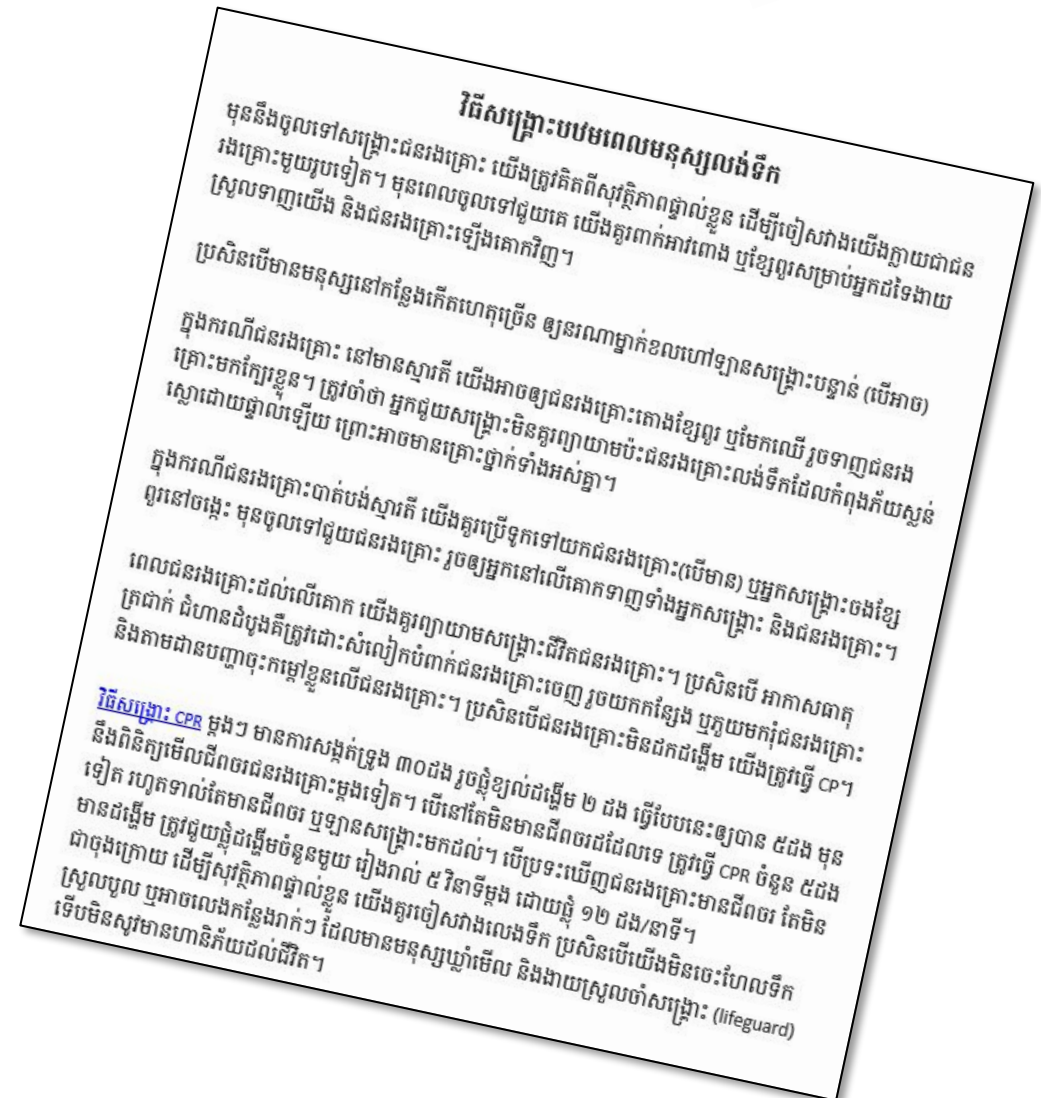 វិធីសង្គ្រោះបឋមពេលមនុស្សលង់ទឹក
មុននឹងចូលទៅសង្គ្រោះជនរងគ្រោះ យើងត្រូវគិតពីសុវត្ថិភាពផ្ទាល់ខ្លួន ដើម្បីចៀសវាងយើងក្លាយជាជន
រងគ្រោះមួយរូបទៀត។ មុនពេលចូលទៅជួយគេ យើងគួរពាក់អាវពោង ឬខ្សែពួរសម្រាប់អ្នកដទៃងាយ
ស្រួលទាញយើង និងជនរងគ្រោះឡើងគោកវិញ។
ប្រសិនបើមានមនុស្សនៅកន្លែងកើតហេតុច្រើន ឲ្យនរណាម្នាក់ខលហៅឡានសង្គ្រោះបន្ទាន់ (បើអាច)
ក្នុងករណីជនរងគ្រោះ នៅមានស្មារតី យើងអាចឲ្យជនរងគ្រោះតោងខ្សែពួរ ឬមែកឈើ រួចទាញជនរង
គ្រោះមកក្បែរខ្លួន។ ត្រូវចាំថា អ្នកជួយសង្គ្រោះមិនគួរព្យាយាមប៉ះជនរងគ្រោះលង់ទឹកដែលកំពុងភ័យស្លន់
ស្លោដោយផ្ទាល់ឡើយ ព្រោះអាចមានគ្រោះថ្នាក់ទាំងអស់គ្នា។
ក្នុងករណីជនរងគ្រោះបាត់បង់ស្មារតី យើងគួរប្រើទូកទៅយកជនរងគ្រោះ(បើមាន) ឬអ្នកសង្គ្រោះចងខ្សែ
ពួរនៅចង្កេះ មុនចូលទៅជួយជនរងគ្រោះ រួចឲ្យអ្នកនៅលើគោកទាញទាំងអ្នកសង្គ្រោះ និងជនរងគ្រោះ។
ពេលជនរងគ្រោះដល់លើគោក យើងគួរព្យាយាមសង្គ្រោះជីវិតជនរងគ្រោះ។ ប្រសិនបើ អាកាសធាតុ
ត្រជាក់ ជំហានដំបូងគឺត្រូវដោះសំលៀកបំពាក់ជនរងគ្រោះចេញ រួចយកកន្សែង ឬភួយមករុំជនរងគ្រោះ
និងតាមដានបញ្ហាចុះកម្ដៅខ្លួនលើជនរងគ្រោះ។ ប្រសិនបើជនរងគ្រោះមិនដកដង្ហើម យើងត្រូវធ្វើ CP។
វិធីសង្គ្រោះ CPR ម្ដងៗ មានការសង្កត់ទ្រូង ៣០ដង រួចផ្លុំខ្យល់ដង្ហើម ២ ដង ធ្វើបែបនេះឲ្យបាន ៥ដង មុន
នឹងពិនិត្យមើលជីពចរជនរងគ្រោះម្ដងទៀត។ បើនៅតែមិនមានជីពចរដដែលទេ ត្រូវធ្វើ CPR ចំនួន ៥ដង
ទៀត រហូតទាល់តែមានជីពចរ ឬឡានសង្គ្រោះមកដល់។ បើប្រទះឃើញជនរងគ្រោះមានជីពចរ តែមិន
មានដង្ហើម ត្រូវជួយផ្លុំដង្ហើមចំនួនមួយ រៀងរាល់ ៥ វិនាទីម្ដង ដោយផ្លុំ ១២ ដង/នាទី។
ជាចុងក្រោយ ដើម្បីសុវត្ថិភាពផ្ទាល់ខ្លួន យើងគួរចៀសវាងលេងទឹក ប្រសិនបើយើងមិនចេះហែលទឹក
ស្រួលបួល ឬអាចលេងកន្លែងរាក់ៗ ដែលមានមនុស្សឃ្លាំមើល និងងាយស្រួលចាំសង្គ្រោះ (lifeguard)
ទើបមិនសូវមានហានិភ័យដល់ជីវិត។